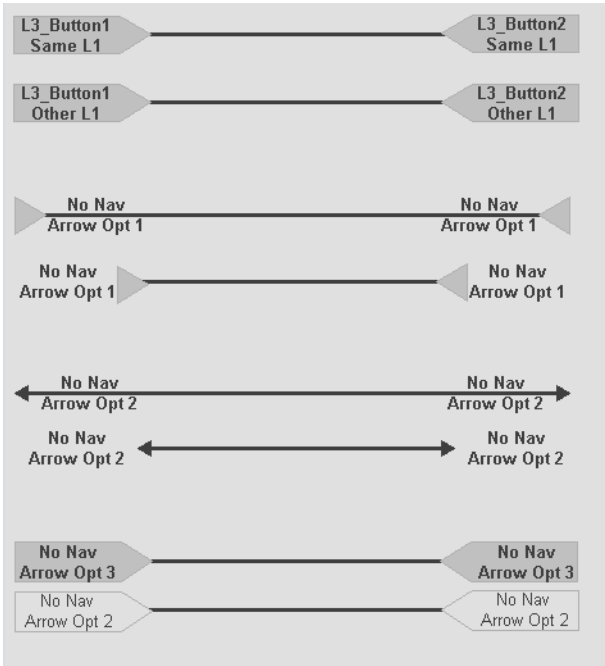 L3_Button1
Same L1
L3_Button2
Same L1
L3_Button1
Other L1
L3_Button2
Other L1
No Nav
Arrow Opt 1
No Nav
Arrow Opt 1
No Nav
Arrow Opt 1
No Nav
Arrow Opt 1
No Nav
Arrow Opt 2
No Nav
Arrow Opt 2
No Nav
Arrow Opt 2
No Nav
Arrow Opt 2
No Nav
Arrow Opt 3
No Nav
Arrow Opt 3
No Nav
Arrow Opt 2
No Nav
Arrow Opt 2